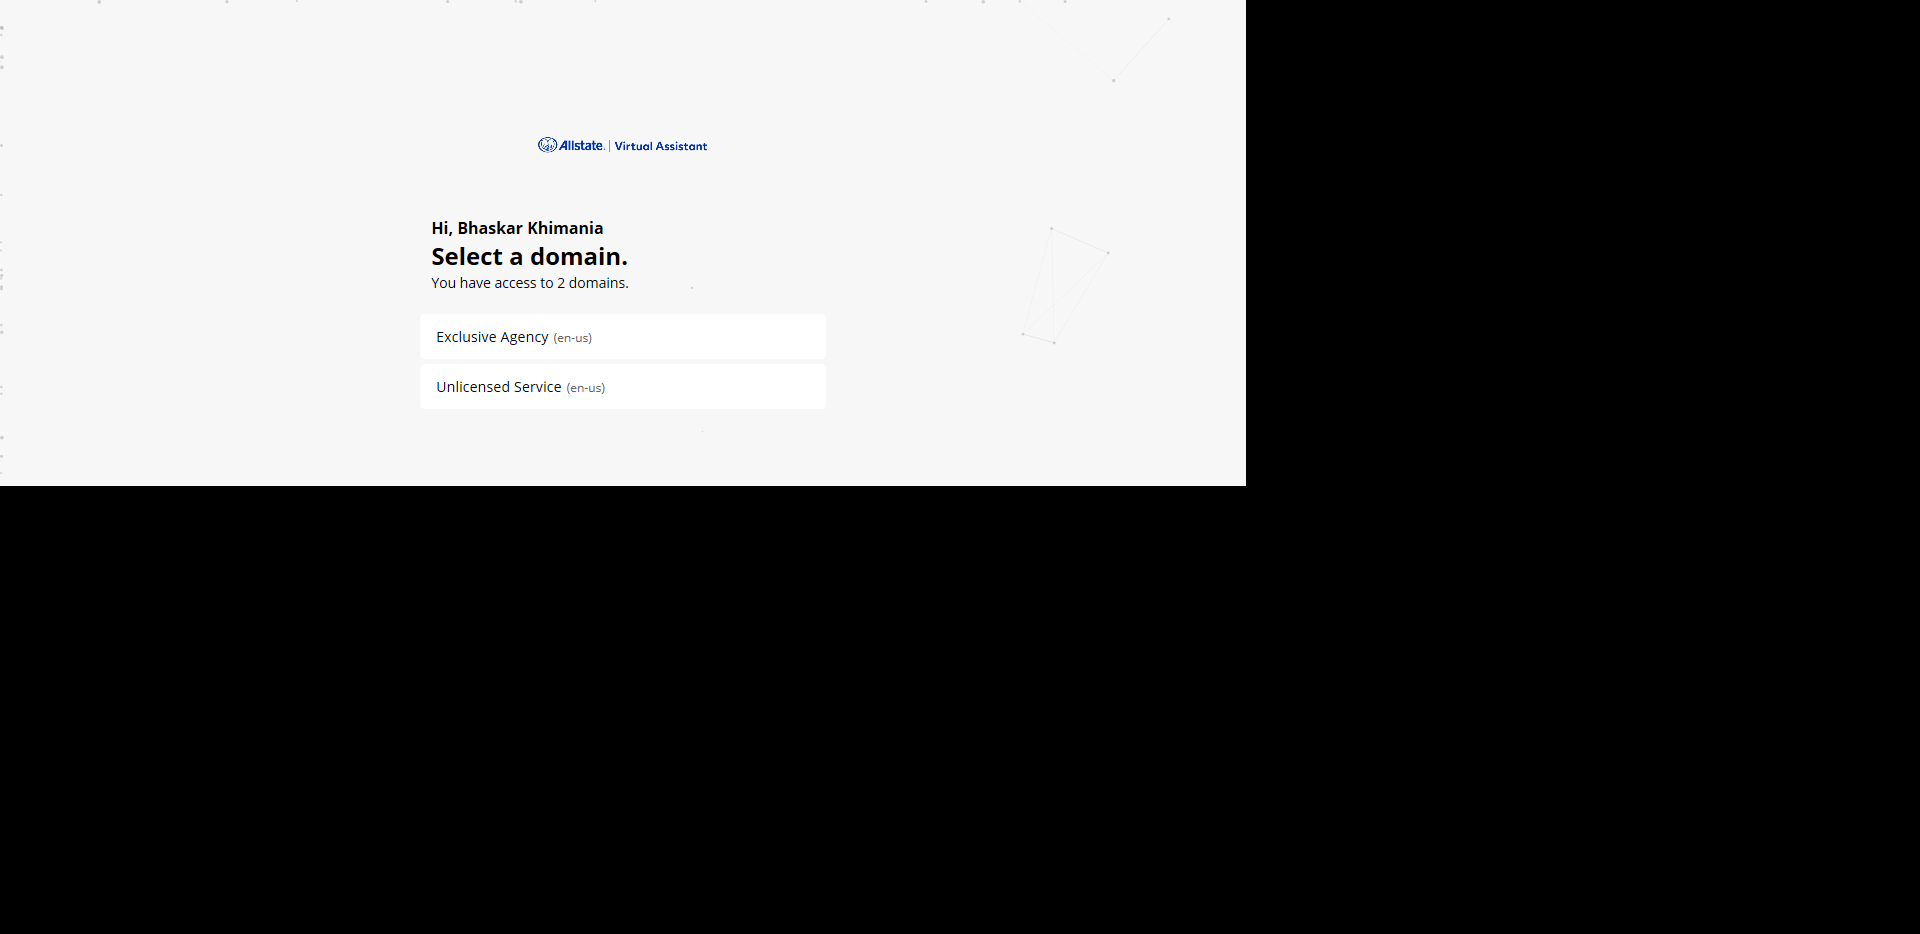 Allstate. | Virtual Assistant
Hi, Bhaskar Khimania
Select a domain.
You have access to 2 domains.
Exclusive Agency (en-us)
Unlicensed Service (en-us)